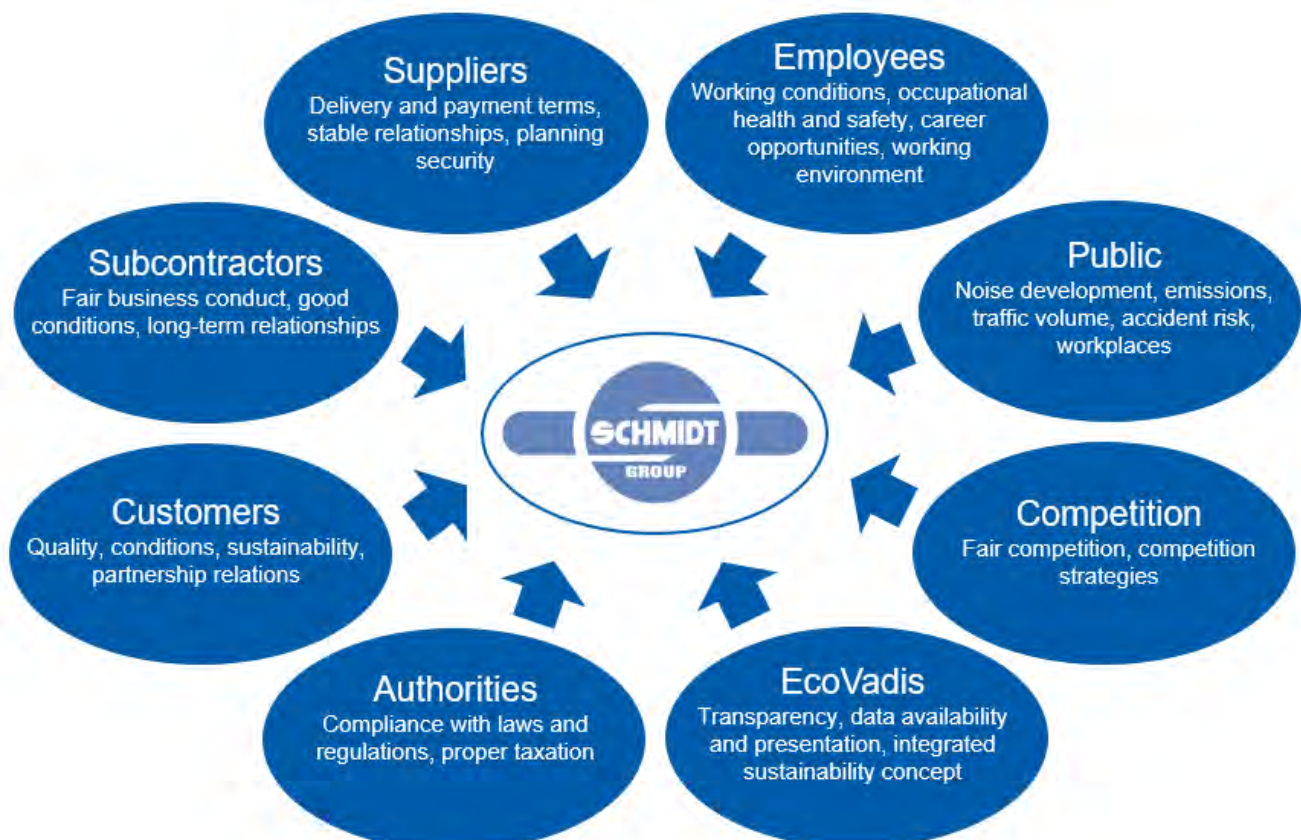 Suppliers
Delivery and payment terms,
stable relationships, planning
security
Employees
Working conditions, occupational
health and safety, career
opportunities, working
environment
Subcontractors
Fair business conduct, good
conditions, long-term relationships
Public
Noise development, emissions,
traffic volume, accident risk,
workplaces
SCHMIDT
GROUP
Customers
Quality, conditions, sustainability,
partnership relations
Competition
Fair competition, competition
strategies
Authorities
Compliance with laws and
regulations, proper taxation
EcoVadis
Transparency, data availability
and presentation, integrated
sustainability concept